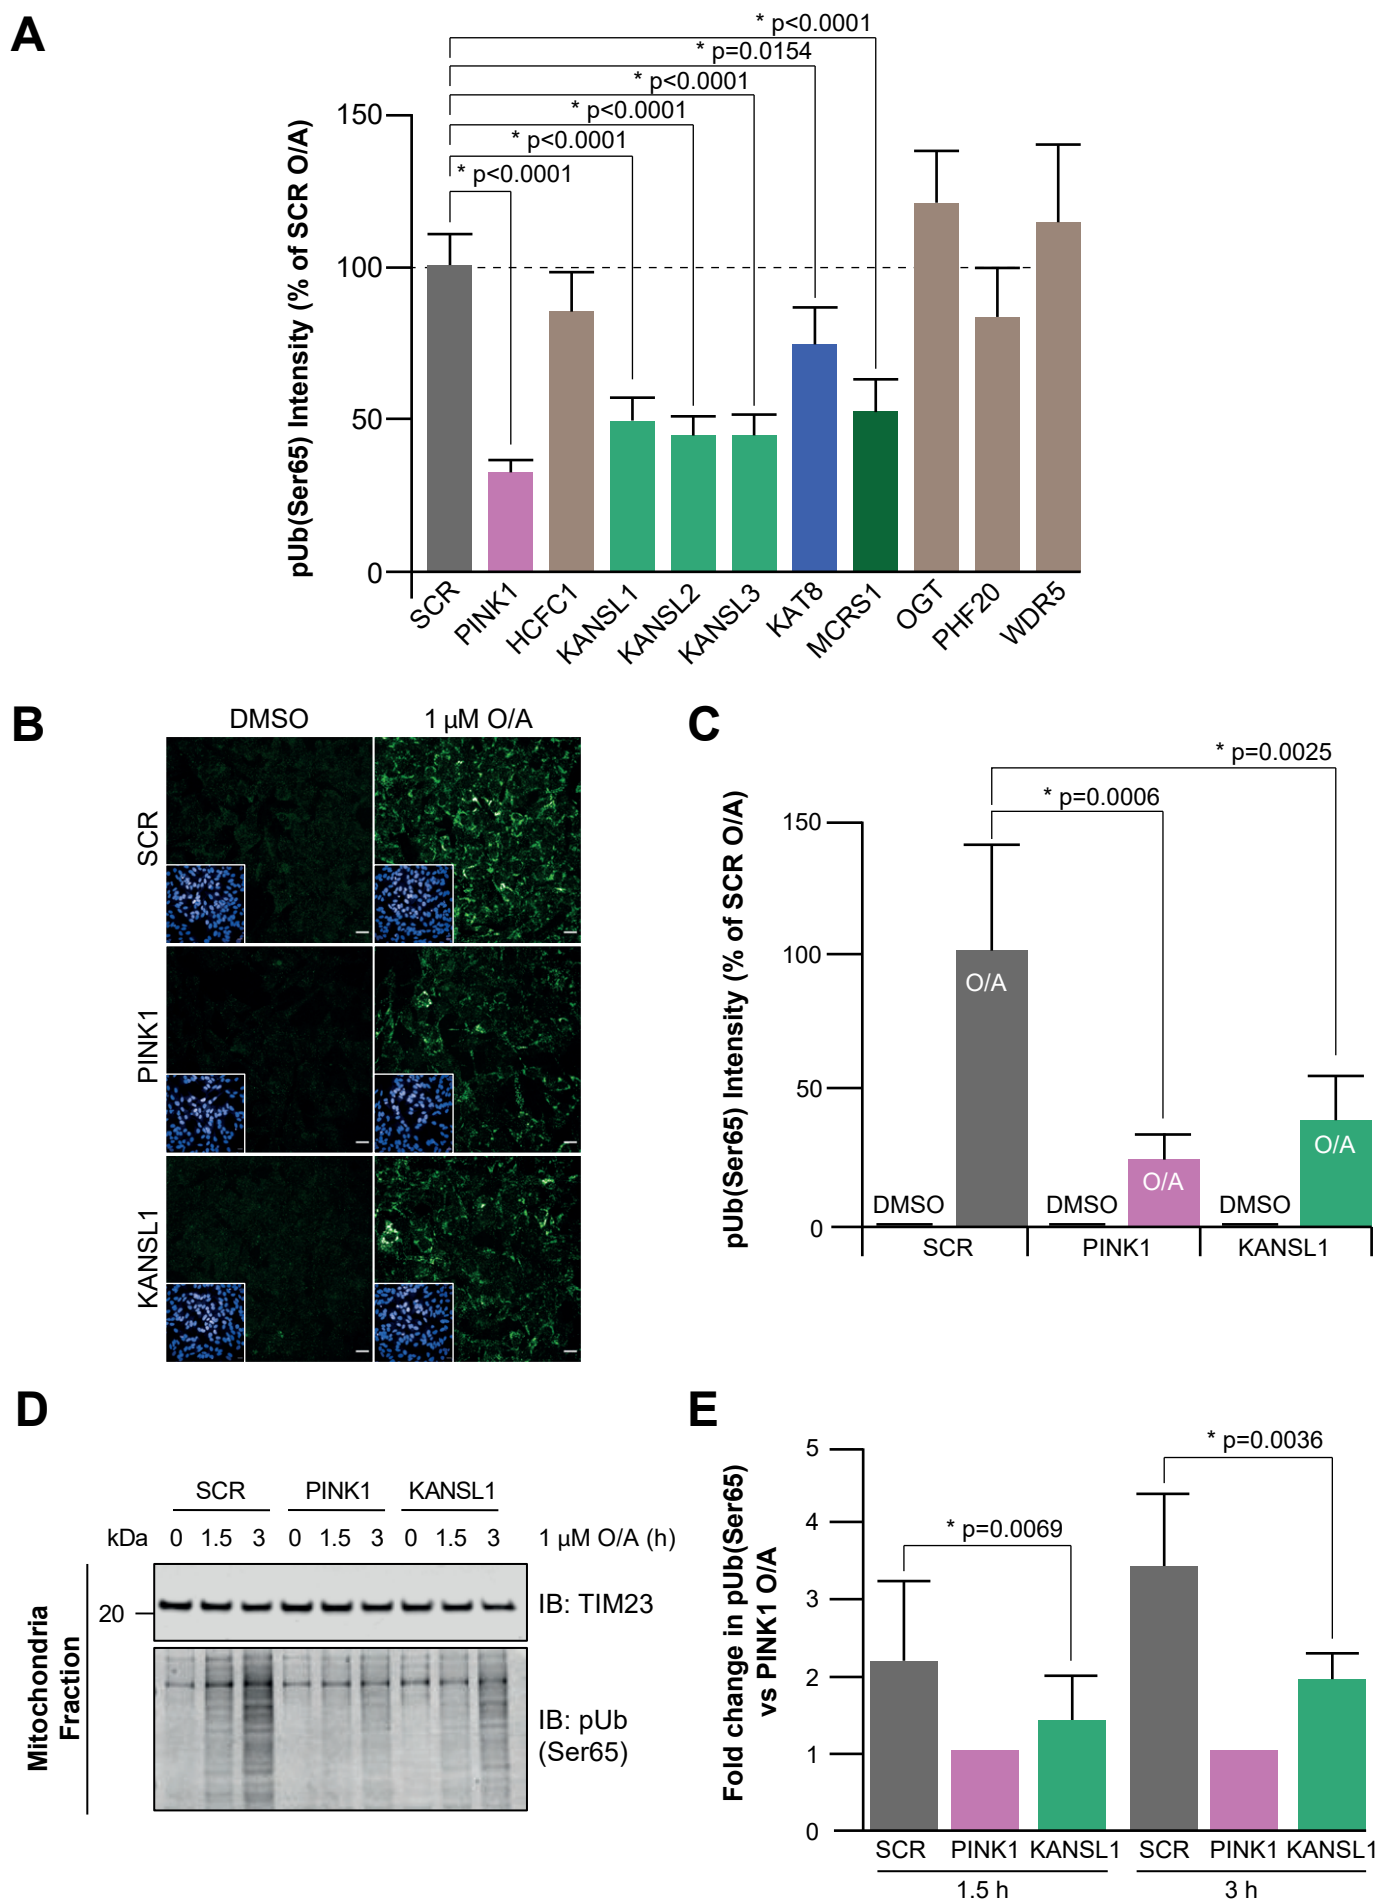 A
* p<0.0001
* p=0.0154
* p<0.0001
* p<0.0001
* p<0.0001
* p<0.0001
pUb(Ser65) Intensity (% of SCR O/A)
150
100
50
0
SCR
PINK1
HCFC1
KANSL1
KANSL2
KANSL3
KAT8
MCRS1
OGT
PHF20
WDR5
B
DMSO
1 µM O/A
SCR
PINK1
KANSL1
C
pUb(Ser65) Intensity (% of SCR O/A)
* p=0.0025
* p=0.0006
150
100
50
0
DMSO
O/A
DMSO
O/A
DMSO
O/A
SCR
PINK1
KANSL1
D
SCR
PINK1
KANSL1
kDa
0 1.5 3 0 1.5 3 0 1.5 3
1 µM O/A (h)
Mitochondria
Fraction
20
IB: TIM23
IB: pUb
(Ser65)
E
Fold change in pUb(Ser65)
vs PINK1 O/A
* p=0.0036
* p=0.0069
5
4
3
2
1
0
SCR
PINK1
KANSL1
SCR
PINK1
KANSL1
1.5 h
3 h